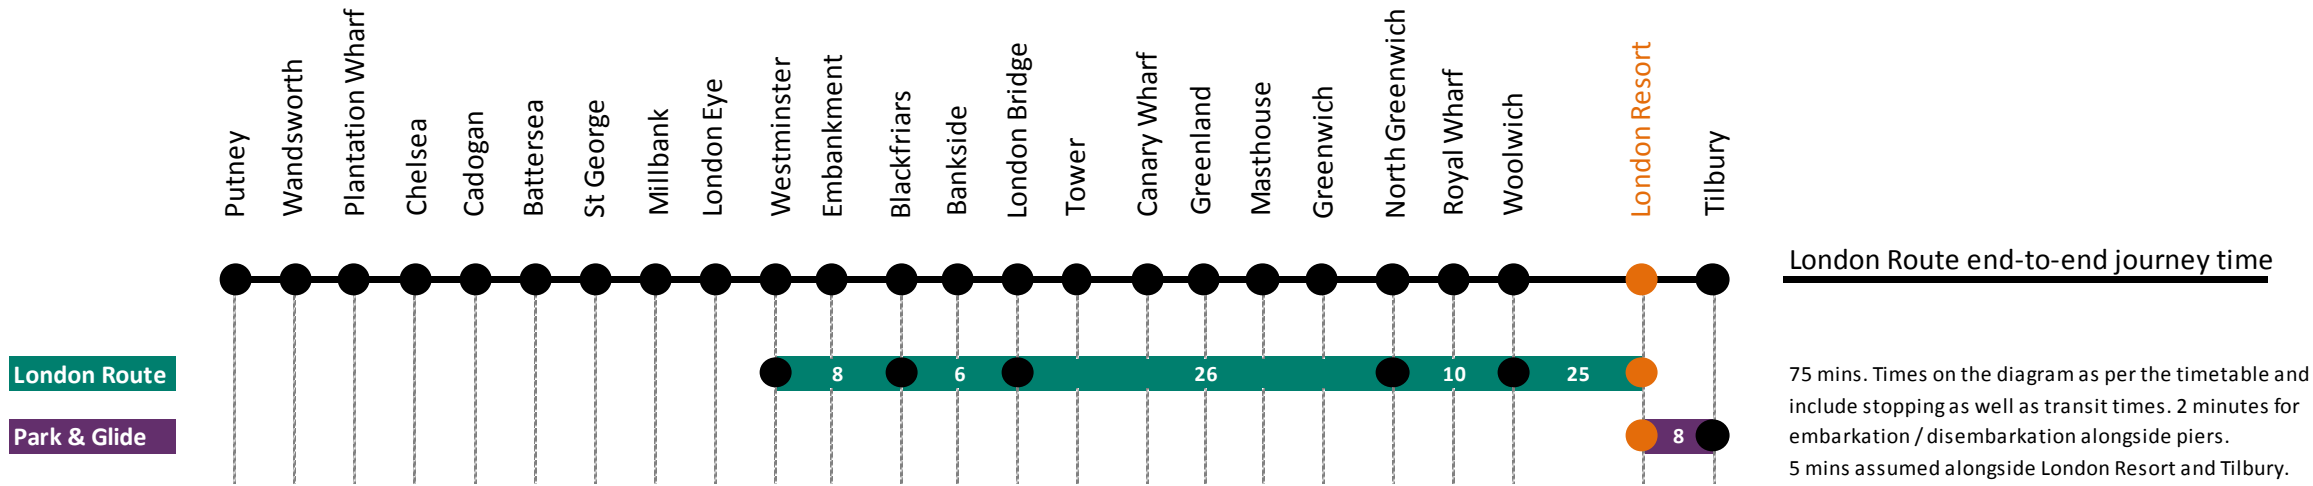 Putney
Wandsworth
Plantation Wharf
Chelsea
Cadogan
Battersea
St George
Millbank
London Eye
Westminster
Embankment
Blackfriars
Bankside
London Bridge
Tower
Canary Wharf
Greenland
Masthouse
Greenwich
North Greenwich
Royal Wharf
Woolwich
London Resort
Tilbury
London Route end-to-end journey time
London Route
8
6
26
10
25
Park & Glide
8
75 mins. Times on the diagram as per the timetable and
include stopping as well as transit times. 2 minutes for
embarkation / disembarkation alongside piers.
5 mins assumed alongside London Resort and Tilbury.